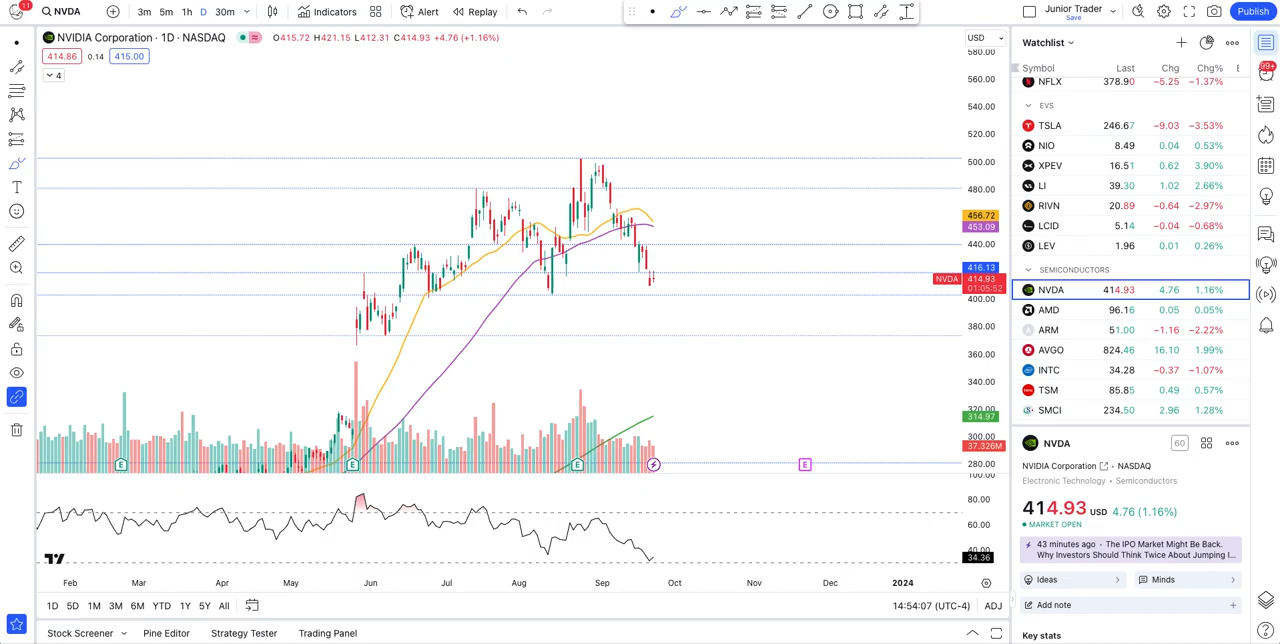 11
NVDA
3m 5m 1h D 30m
Indicators
Alert
Replay
Junior Trader
Save
Publish
NVIDIA Corporation · 1D · NASDAQ
O415.72 H421.15 L412.31 C414.93 +4.76 (+1.16%)
USD
414.86 0.14 415.00
4
580.00
560.00
540.00
520.00
500.00
480.00
456.72
453.09
440.00
416.13
NVDA 414.93
01:05:52
400.00
380.00
360.00
340.00
320.00
314.97
300.00
37.326M
280.00
E E E E
100.00
80.00
60.00
40.00
34.36
Feb Mar Apr May Jun Jul Aug Sep Oct Nov Dec 2024
1D 5D 1M 3M 6M YTD 1Y 5Y All
14:54:07 (UTC-4) ADJ
Stock Screener Pine Editor Strategy Tester Trading Panel
Watchlist
Symbol Last Chg Chg%
NFLX 378.90 −5.25 −1.37%
EVS
TSLA 246.67 −9.03 −3.53%
NIO 8.49 0.04 0.53%
XPEV 16.51 0.62 3.90%
LI 39.30 1.02 2.66%
RIVN 20.89 −0.64 −2.97%
LCID 5.14 −0.04 −0.68%
LEV 1.96 0.01 0.26%
SEMICONDUCTORS
NVDA 414.93 4.76 1.16%
AMD 96.16 0.05 0.05%
ARM 51.00 −1.16 −2.22%
AVGO 824.46 16.10 1.99%
INTC 34.28 −0.37 −1.07%
TSM 85.85 0.49 0.57%
SMCI 234.50 2.96 1.28%
NVDA
60
NVIDIA Corporation · NASDAQ
Electronic Technology • Semiconductors
414.93 USD 4.76 (1.16%)
MARKET OPEN
43 minutes ago · The IPO Market Might Be Back.
Why Investors Should Think Twice About Jumping I...
Ideas
Minds
Add note
Key stats
99+